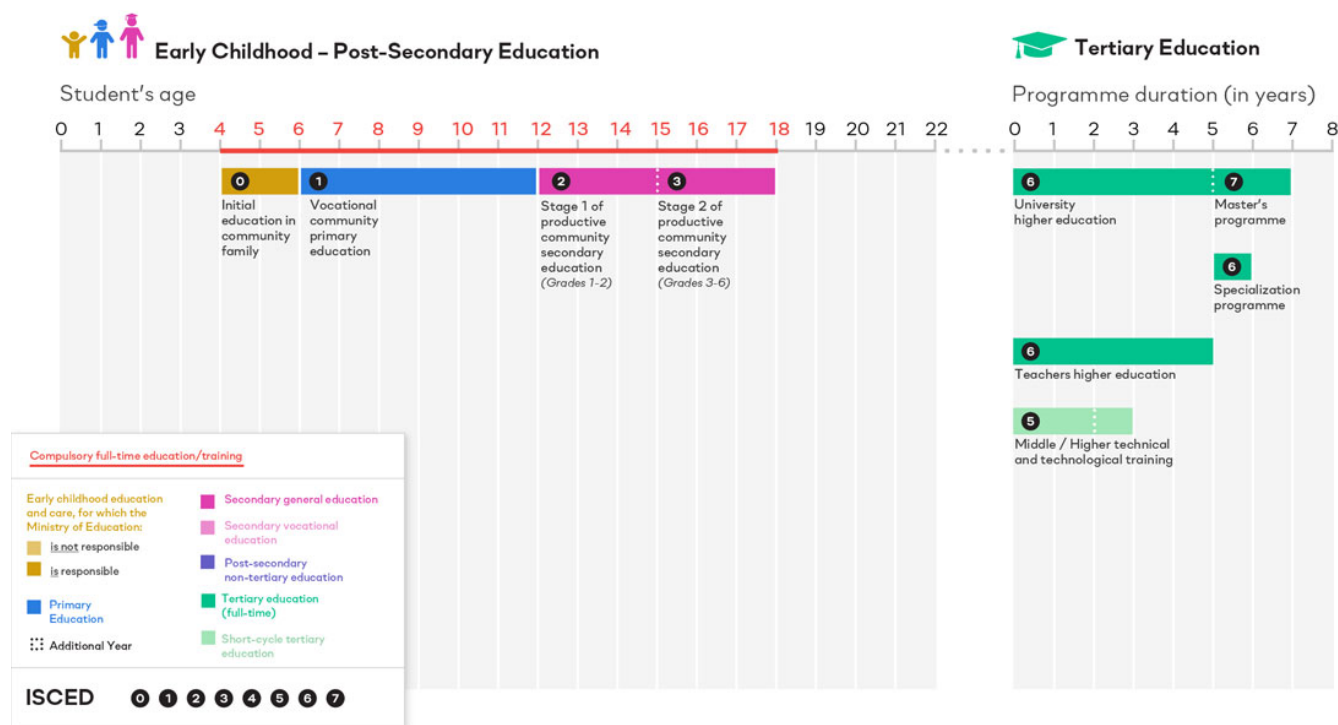 Early Childhood – Post-Secondary Education
Tertiary Education
Student's age
Programme duration (in years)
0 1 2 3 4 5 6 7 8 9 10 11 12 13 14 15 16 17 18 19 20 21 22
0 1 2 3 4 5 6 7 8
0
Initial
education in
community
family
1
Vocational
community
primary
education
2
Stage 1 of
productive
community
secondary
education
(Grades 1-2)
3
Stage 2 of
productive
community
secondary
education
(Grades 3-6)
6
University
higher education
7
Master's
programme
6
Specialization
programme
6
Teachers higher education
5
Middle / Higher technical
and technological training
Compulsory full-time education/training
Early childhood education
and care, for which the
Ministry of Education:
is not responsible
is responsible
Primary
Education
Additional Year
Secondary general education
Secondary vocational
education
Post-secondary
non-tertiary education
Tertiary education
(full-time)
Short-cycle tertiary
education
ISCED 0 1 2 3 4 5 6 7